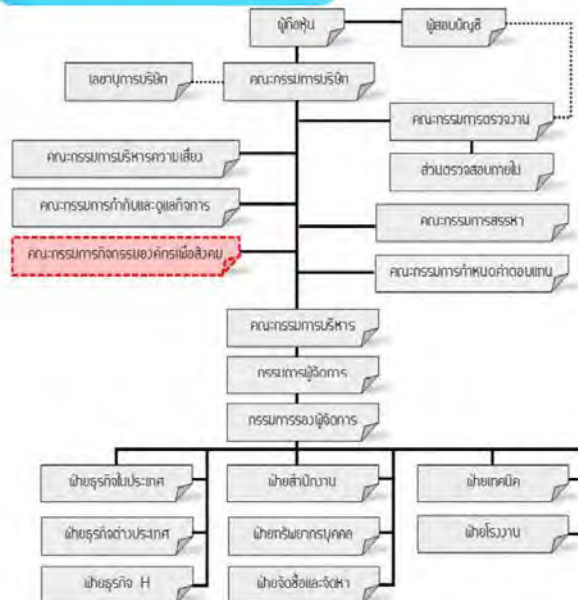 ผู้ถือหุ้น
ผู้สอบบัญชี
เลขานุการบริษัท
คณะกรรมการบริษัท
คณะกรรมการตรวจงาน
คณะกรรมการบริหารความเสี่ยง
ส่วนตรวจสอบภายใน
คณะกรรมการกำกับและดูแลกิจการ
คณะกรรมการสรรหา
คณะกรรมการกิจกรรมองค์กรเพื่อสังคม
คณะกรรมการกำหนดค่าตอบแทน
คณะกรรมการบริหาร
กรรมการผู้จัดการ
กรรมการรองผู้จัดการ
ฝ่ายธุรกิจในประเทศ
ฝ่ายสำนักงาน
ฝ่ายเทคนิค
ฝ่ายธุรกิจต่างประเทศ
ฝ่ายทรัพยากรบุคคล
ฝ่ายโรงงาน
ฝ่ายธุรกิจ H
ฝ่ายจัดซื้อและจัดหา